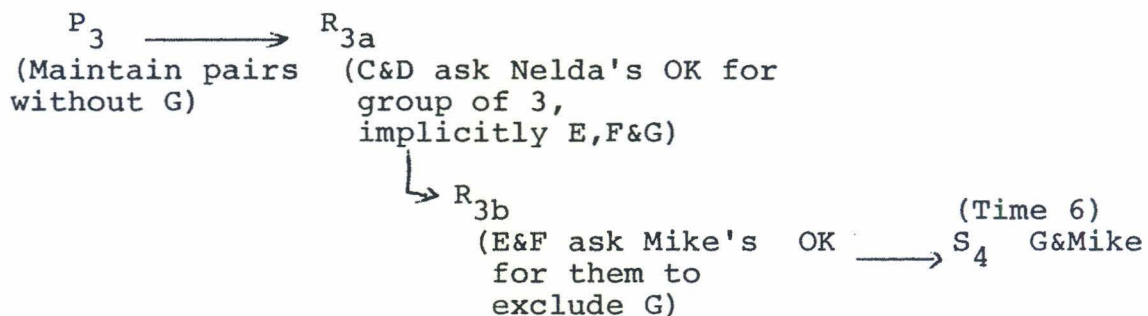 P3 R3a
(Maintain pairs (C&D ask Nelda's OK for
without G) group of 3,
implicitly E,F&G)
R3b (Time 6)
(E&F ask Mike's OK S4 G&Mike
for them to
exclude G)